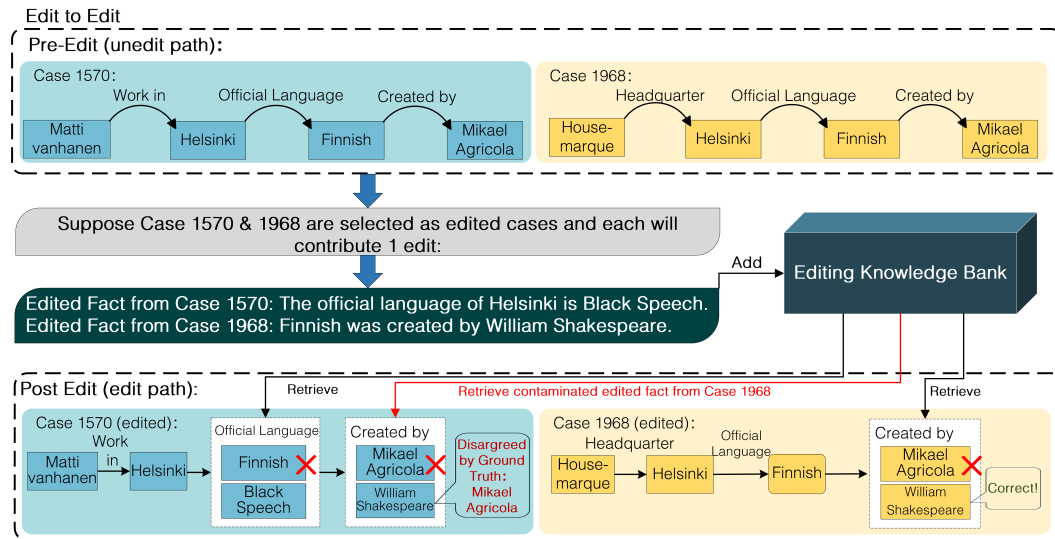 Edit to Edit
Pre-Edit (unedit path):
Case 1570:
Work in
Official Language
Created by
Matti
vanhanen
Helsinki
Finnish
Mikael
Agricola
Case 1968:
Headquarter
Official Language
Created by
House-
marque
Helsinki
Finnish
Mikael
Agricola
Suppose Case 1570 & 1968 are selected as edited cases and each will
contribute 1 edit:
Add
Editing Knowledge Bank
Edited Fact from Case 1570: The official language of Helsinki is Black Speech.
Edited Fact from Case 1968: Finnish was created by William Shakespeare.
Post Edit (edit path):
Retrieve
Retrieve contaminated edited fact from Case 1968
Retrieve
Case 1570 (edited):
Work
in
Matti
vanhanen
Helsinki
Official Language
Finnish
Black
Speech
Created by
Mikael
Agricola
William
Shakespeare
Disargreed
by Ground
Truth:
Mikael
Agricola
Case 1968 (edited):
Headquarter
Official
Language
House-
marque
Helsinki
Finnish
Created by
Mikael
Agricola
William
Shakespeare
Correct!